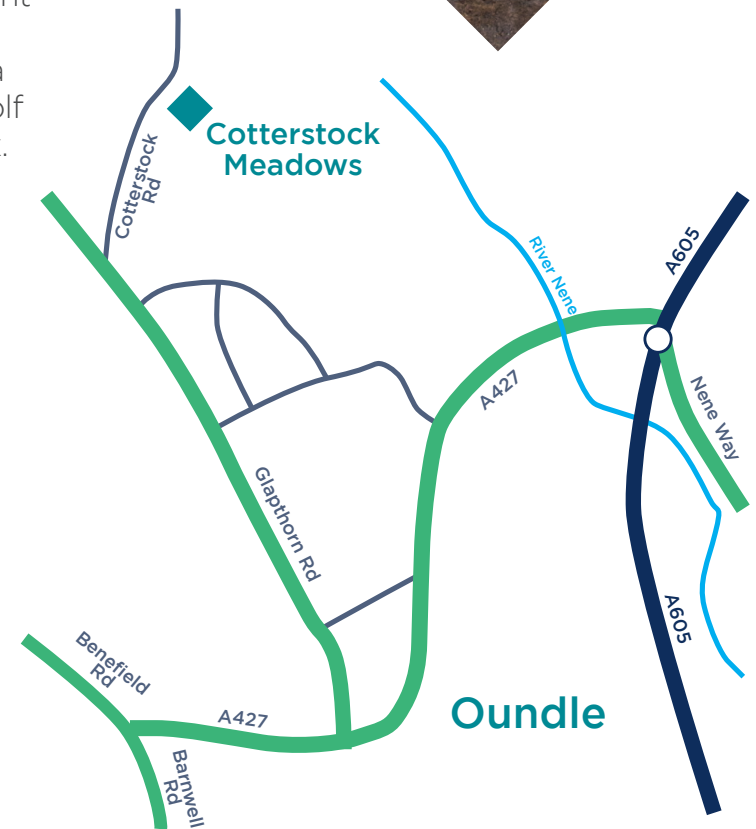 olf
Cotterstock
Meadows
Cotterstock
Rd
River Nene
A605
A427
Nene Way
Glapthorn Rd
A605
Benefield
Rd
A427
Oundle
Barnwell
Rd